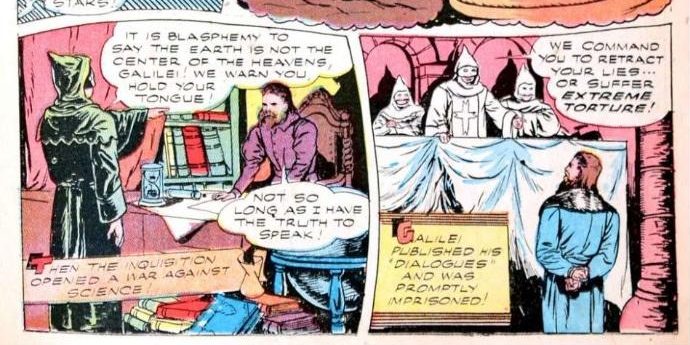 STARS!
IT IS BLASPHEMY TO
SAY THE EARTH IS NOT THE
CENTER OF THE HEAVENS,
GALILEI! WE WARN YOU.
HOLD YOUR
TONGUE!
NOT SO
LONG AS I HAVE
THE TRUTH TO
SPEAK!
THEN THE INQUISITION
OPENED A WAR AGAINST
SCIENCE!
WE COMMAND
YOU TO RETRACT
YOUR LIES...
OR SUFFER
EXTREME
TORTURE!
GALILEI
PUBLISHED HIS
"DIALOGUES"
AND WAS
PROMPTLY
IMPRISONED!